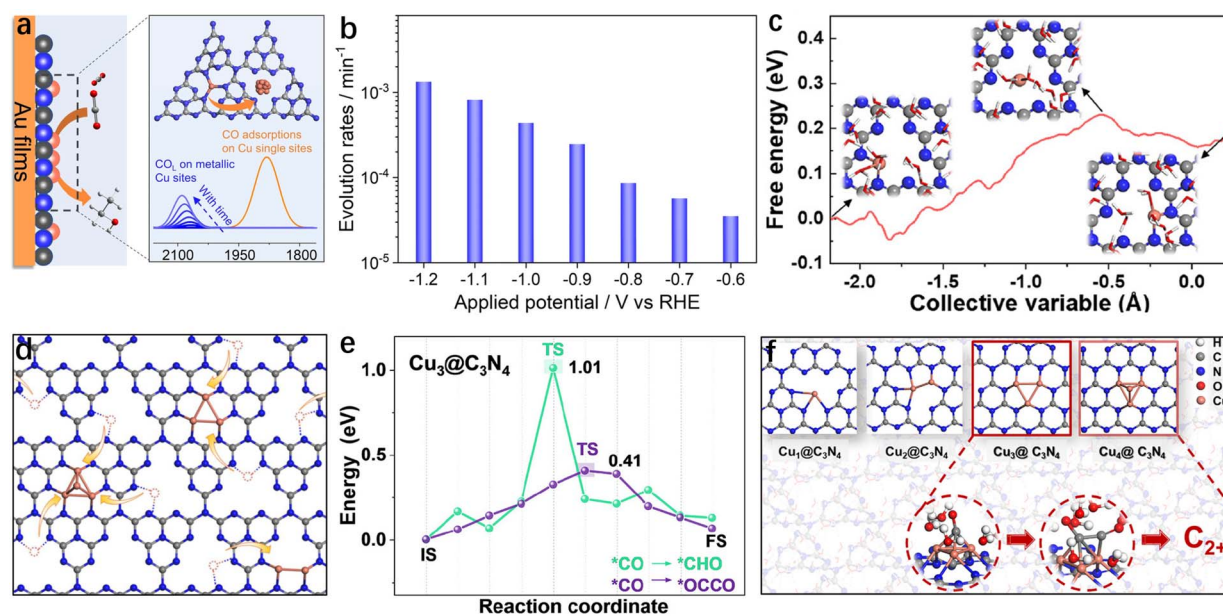 a
Au films
CO adsorptions
on Cu single sites
COL on metallic
Cu sites
With time
2100 1950 1800
b
Evolution rates / min⁻¹
10⁻³
10⁻⁴
10⁻⁵
-1.2 -1.1 -1.0 -0.9 -0.8 -0.7 -0.6
Applied potential / V vs RHE
c
Free energy (eV)
0.4
0.3
0.2
0.1
0.0
0.1
-2.0 -1.5 -1.0 -0.5 0.0
Collective variable (Å)
d
e
Cu₃@C₃N₄
TS
1.01
TS
0.41
Energy (eV)
1.0
0.5
0.0
IS
FS
*CO → *CHO
*CO → *OCCO
Reaction coordinate
f
H
C
N
O
Cu₁@C₃N₄
Cu₂@C₃N₄
Cu₃@ C₃N₄
Cu₄@ C₃N₄
C₂₊